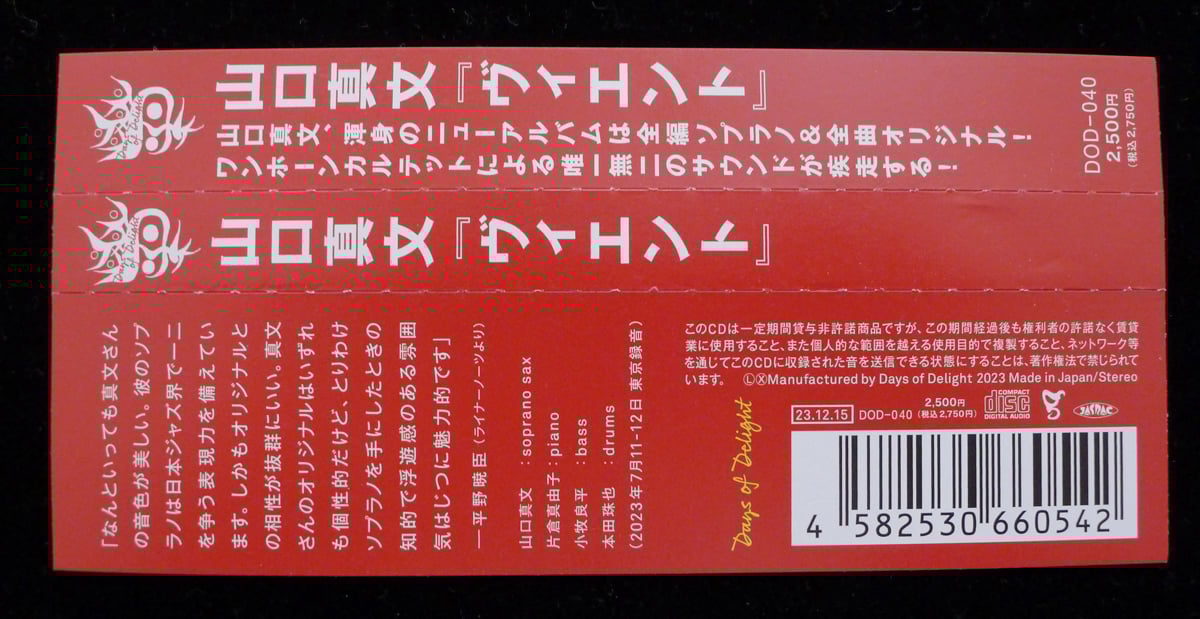 Days of Delight
山口真文『ヴィエント』
山口真文、渾身のニューアルバムは全編ソプラノ&全曲オリジナル!
ワンホーンカルテットによる唯一無二のサウンドが疾走する!
DOD-040
2,500円
(税込2,750円)
Days of Delight
山口真文『ヴィエント』
「なんといっても真文さん
の音色が美しい。彼のソプ
ラノは日本ジャズ界で一二
を争う表現力を備えてい
ます。しかもオリジナルと
の相性が抜群にいい。真文
さんのオリジナルはいずれ
も個性的だけど、とりわけ
ソプラノを手にしたときの
知的で浮遊感のある雰囲
気はじつに魅力的です」
―平野暁臣(ライナーノーツより)
山口真文:soprano sax
片倉真由子:piano
小牧良平:bass
本田珠也:drums
(2023年7月11-12日 東京録音)
Days of Delight
このCDは一定期間貸与非許諾商品ですが、この期間経過後も権利者の許諾なく賃貸
業に使用すること、また個人的な範囲を越える使用目的で複製すること、ネットワーク等
を通じてこのCDに収録された音を送信できる状態にすることは、著作権法で禁じられて
います。 ⓁⓍManufactured by Days of Delight 2023 Made in Japan/Stereo
23.12.15 DOD-040 2,500円(税込2,750円)
COMPACT disc DIGITAL AUDIO
JASRAC
4 582530 660542